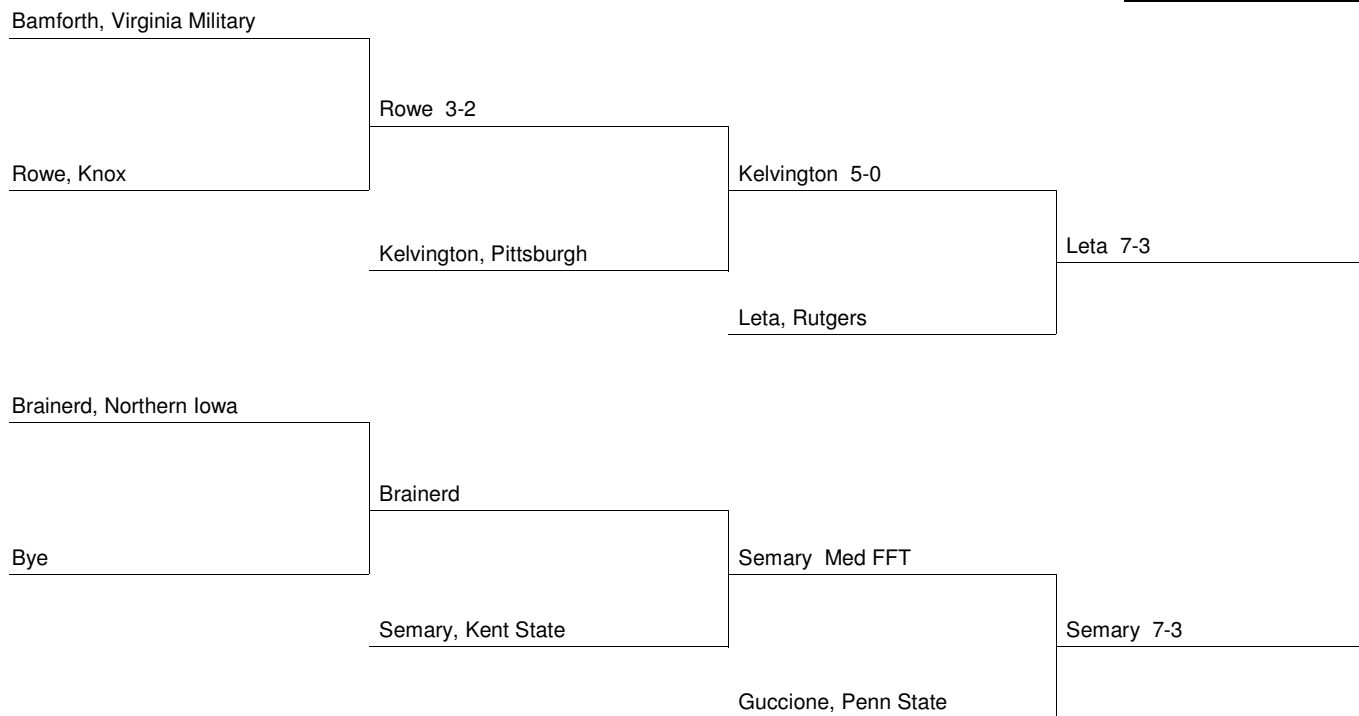 Bamforth, Virginia Military
Rowe 3-2
Rowe, Knox
Kelvington 5-0
Kelvington, Pittsburgh
Leta 7-3
Leta, Rutgers
Brainerd, Northern Iowa
Brainerd
Bye
Semary Med FFT
Semary, Kent State
Semary 7-3
Guccione, Penn State